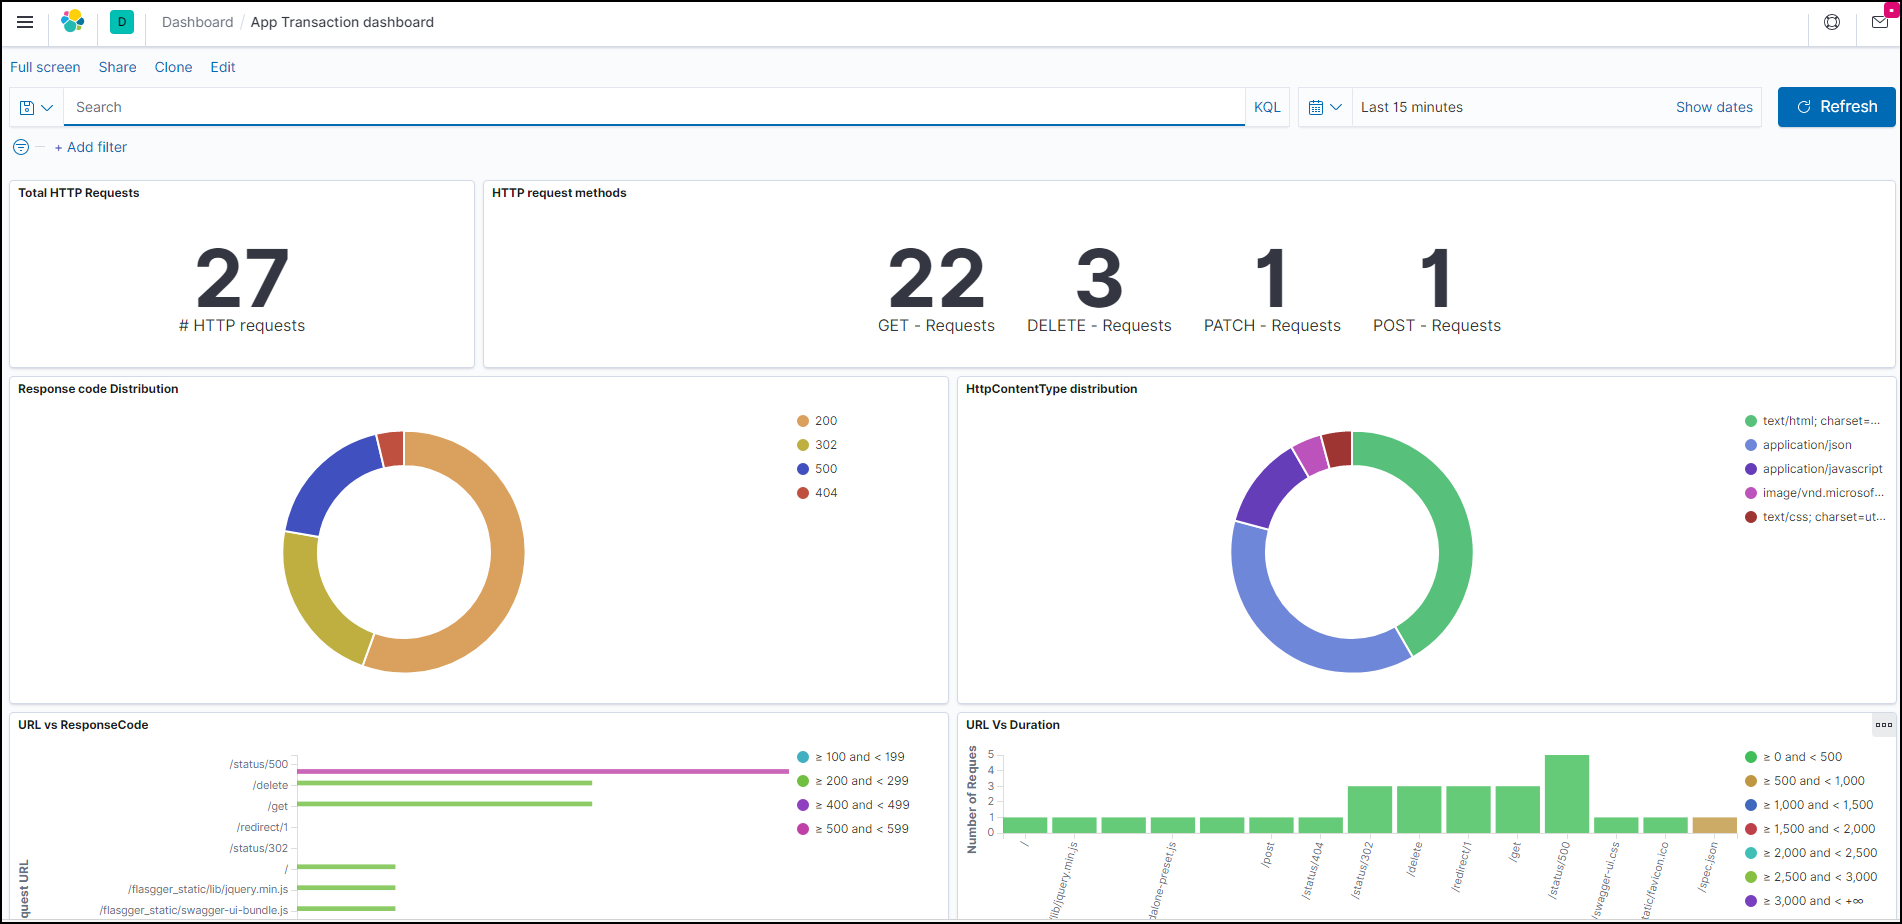 D
Dashboard / App Transaction dashboard
Full screen Share Clone Edit
Search KQL Last 15 minutes Show dates Refresh
+ Add filter
Total HTTP Requests
27
# HTTP requests
HTTP request methods
22 3 1 1
GET - Requests DELETE - Requests PATCH - Requests POST - Requests
Response code Distribution
200
302
500
404
HttpContentType distribution
text/html; charset=...
application/json
application/javascript
image/vnd.microsof...
text/css; charset=ut...
URL vs ResponseCode
quest URL
/status/500
/delete
/get
/redirect/1
/status/302
/
/flasgger_static/lib/jquery.min.js
/flasgger_static/swagger-ui-bundle.js
≥ 100 and < 199
≥ 200 and < 299
≥ 400 and < 499
≥ 500 and < 599
URL Vs Duration
Number of Reques
5
4
3
2
1
0
/
/lib/jquery.min.js
dalone-preset.js
/post
/status/404
/status/302
/delete
/redirect/1
/get
/status/500
/swagger-ui.css
tatic/favicon.ico
/spec.json
≥ 0 and < 500
≥ 500 and < 1,000
≥ 1,000 and < 1,500
≥ 1,500 and < 2,000
≥ 2,000 and < 2,500
≥ 2,500 and < 3,000
≥ 3,000 and < +∞